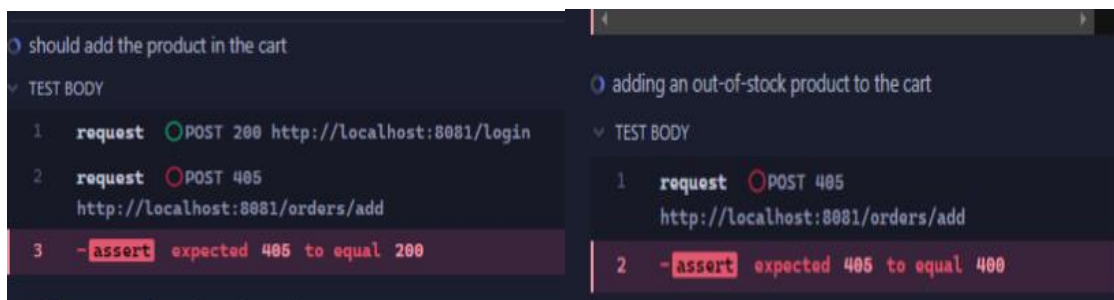 should add the product in the cart
TEST BODY
1 request POST 200 http://localhost:8081/login
2 request POST 405
http://localhost:8081/orders/add
3 -assert expected 405 to equal 200
adding an out-of-stock product to the cart
TEST BODY
1 request POST 405
http://localhost:8081/orders/add
2 -assert expected 405 to equal 400